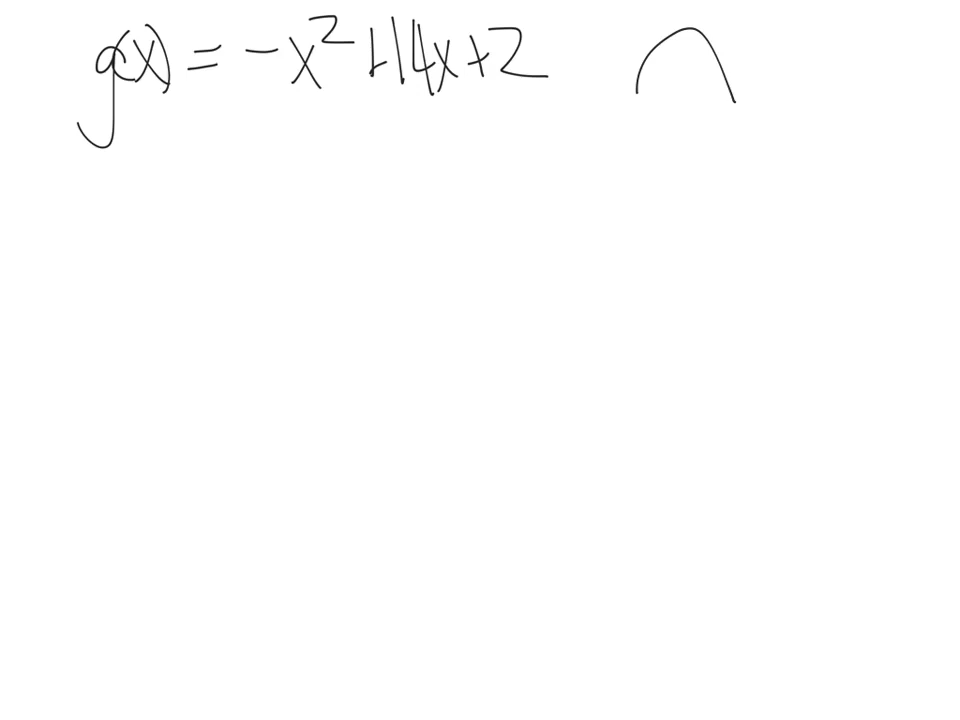 g(x) = -x² + 14x + 2